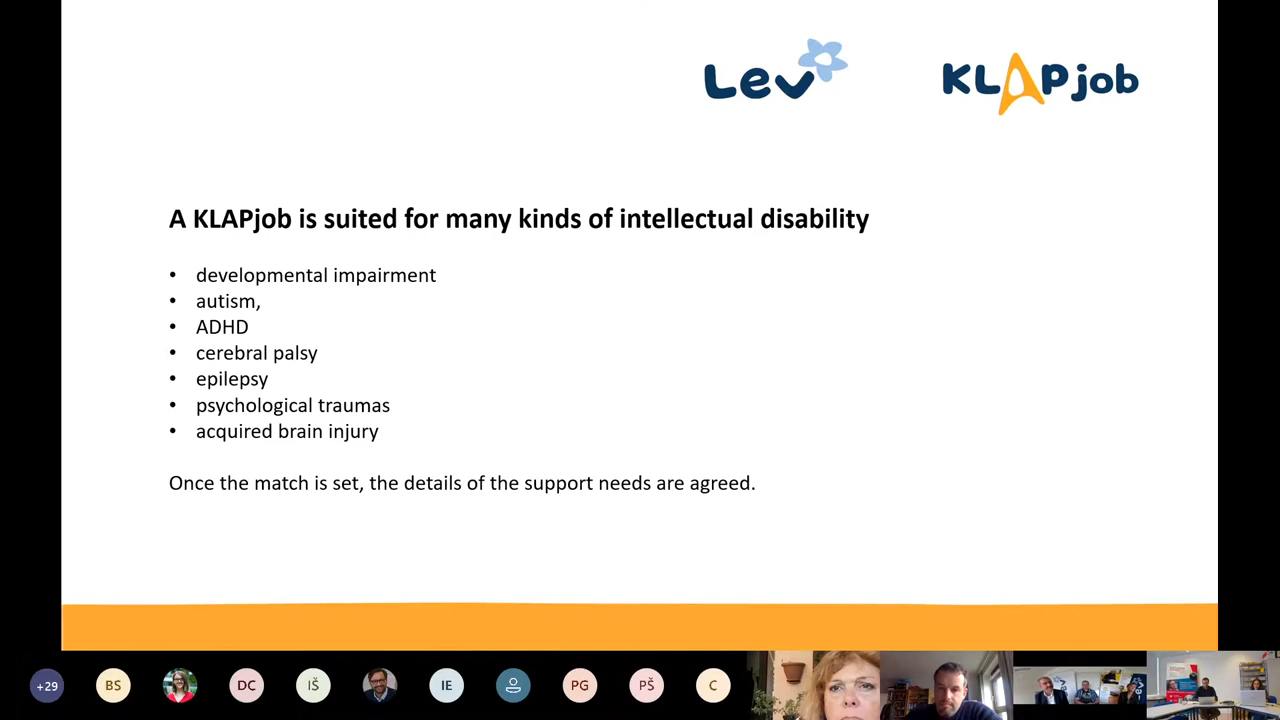 Lev
KLAPjob
A KLAPjob is suited for many kinds of intellectual disability
• developmental impairment
• autism,
• ADHD
• cerebral palsy
• epilepsy
• psychological traumas
• acquired brain injury
Once the match is set, the details of the support needs are agreed.
+29 BS DC IŠ IE PG PŠ C